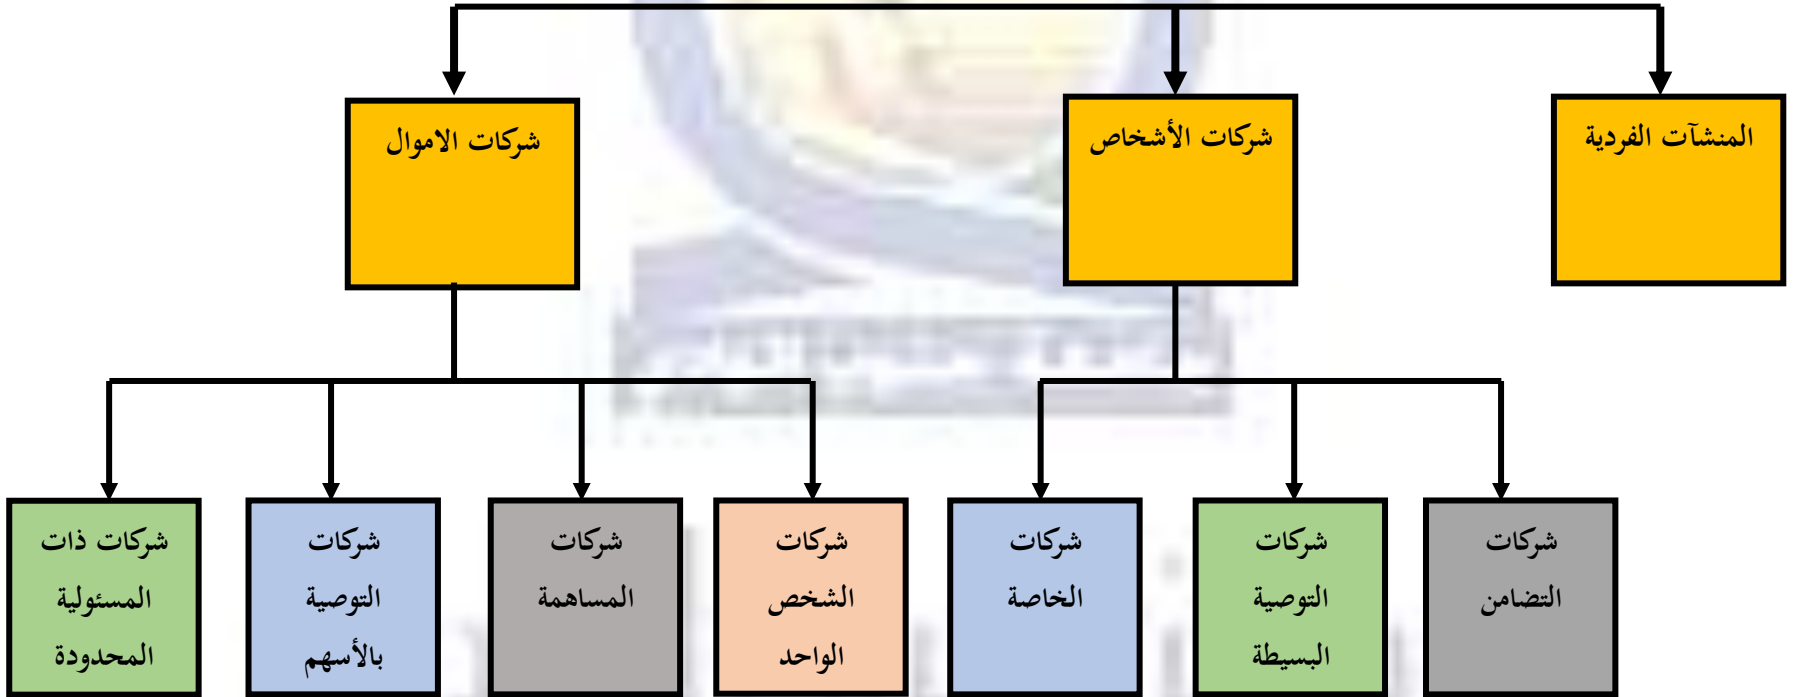 المنشآت الفردية
شركات الأشخاص
شركات الاموال
شركات
التضامن
شركات
التوصية
البسيطة
شركات
الخاصة
شركات
الشخص
الواحد
شركات
المساهمة
شركات
التوصية
بالأسهم
شركات ذات
المسئولية
المحدودة